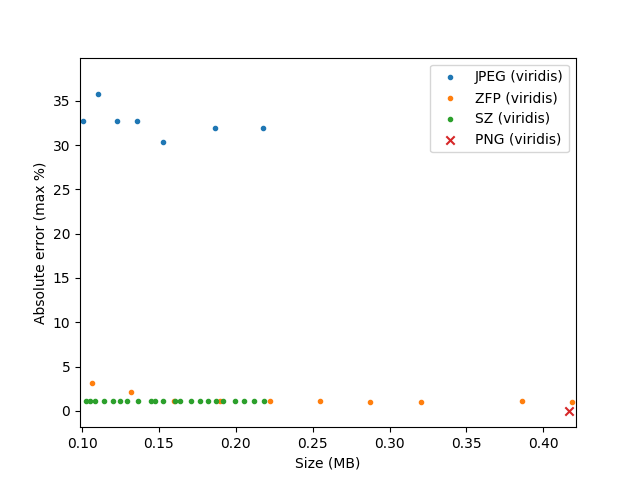 JPEG (viridis)
ZFP (viridis)
SZ (viridis)
PNG (viridis)
Absolute error (max %)
35
30
25
20
15
10
5
0
0.10 0.15 0.20 0.25 0.30 0.35 0.40
Size (MB)